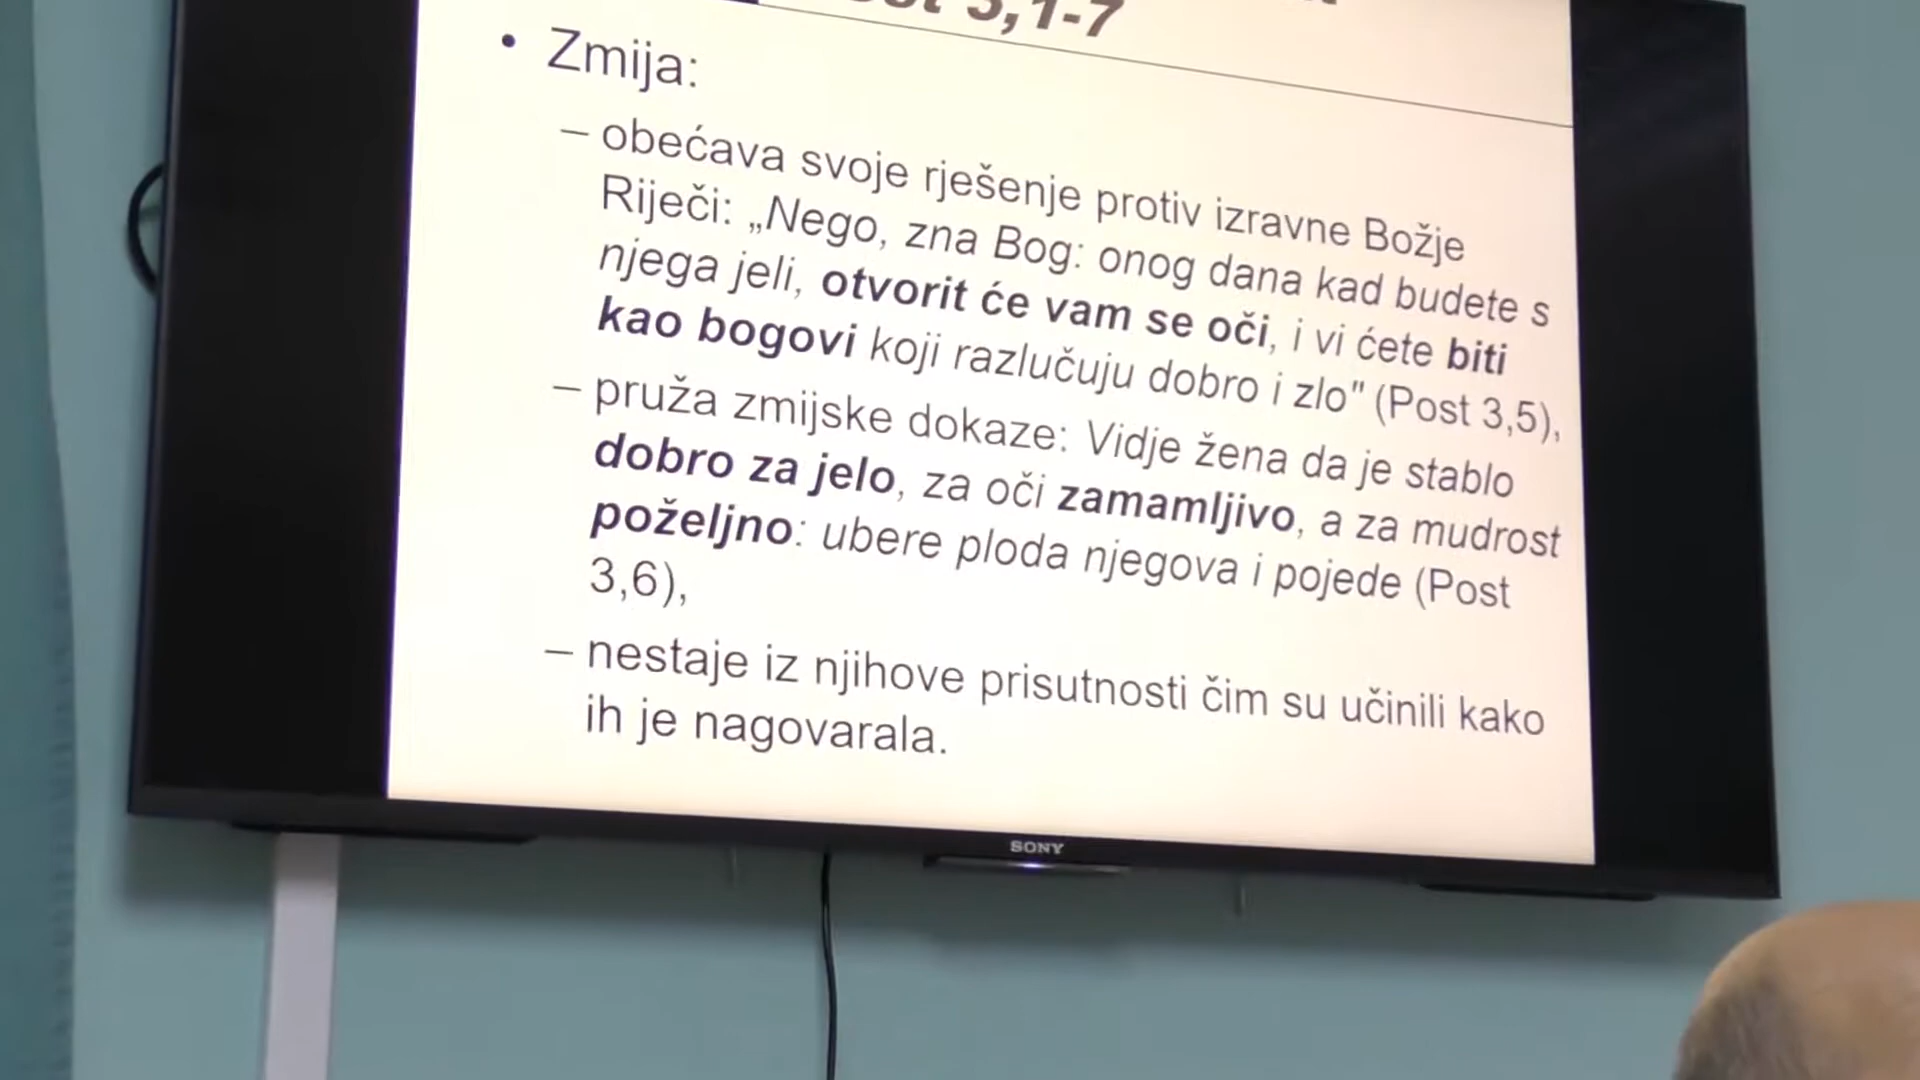 3,1-7
• Zmija:
– obećava svoje rješenje protiv izravne Božje
Riječi: „Nego, zna Bog: onog dana kad budete s
njega jeli, otvorit će vam se oči, i vi ćete biti
kao bogovi koji razlučuju dobro i zlo" (Post 3,5),
– pruža zmijske dokaze: Vidje žena da je stablo
dobro za jelo, za oči zamamljivo, a za mudrost
poželjno: ubere ploda njegova i pojede (Post
3,6),
– nestaje iz njihove prisutnosti čim su učinili kako
ih je nagovarala.
SONY